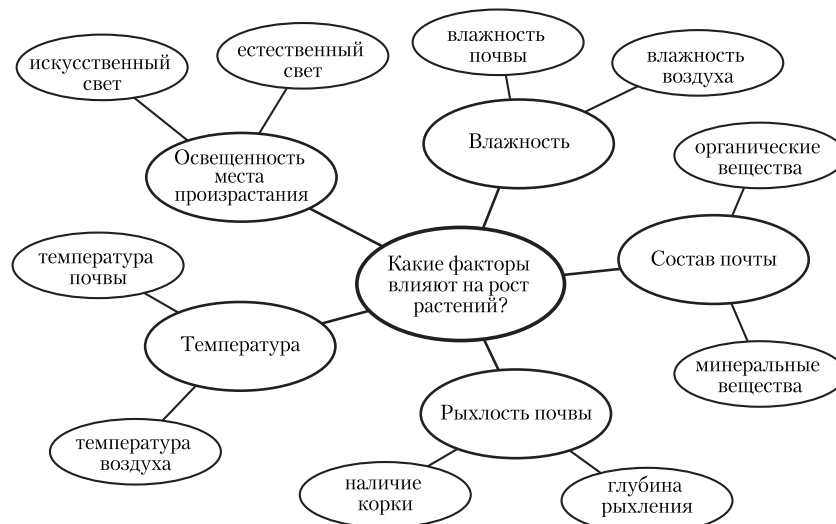 искусственный
свет
естественный
свет
влажность
почвы
влажность
воздуха
Освещенность
места
произрастания
Влажность
органические
вещества
температура
почвы
Какие факторы
влияют на рост
растений?
Состав почты
Температура
минеральные
вещества
Рыхлость почвы
температура
воздуха
наличие
корки
глубина
рыхления